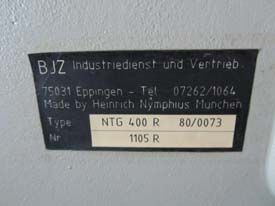 BJZ Industriedienst und Vertrieb
75031 Eppingen - Tel. 07262/1064
Made by Heinrich Nymphius Munchen
Type NTG 400 R 80/0073
Nr 1105 R